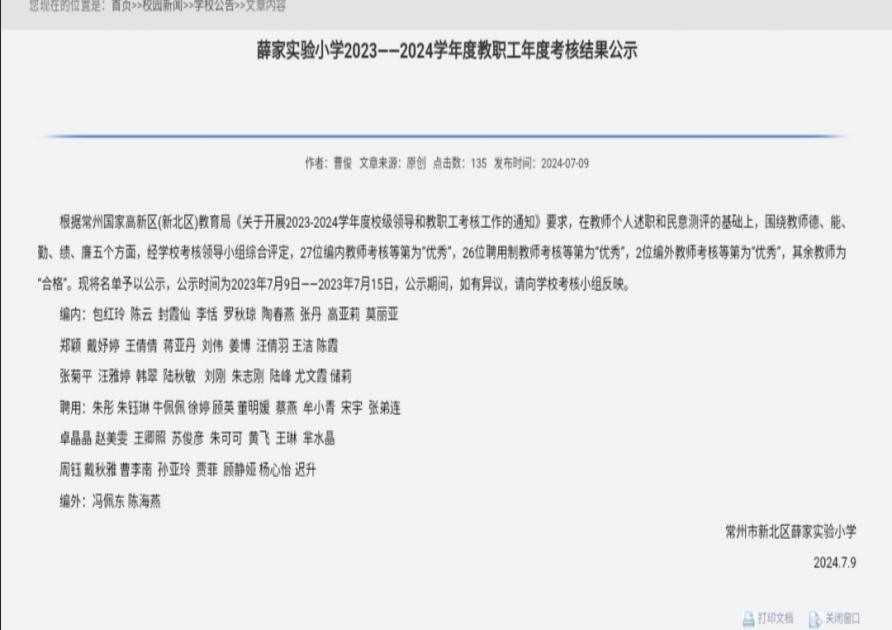 您现在的位置是：首页>>校园新闻>>学校公告>>文章内容
薛家实验小学2023——2024学年度教职工年度考核结果公示
作者：曹俊 文章来源：原创 点击数：135 发布时间：2024-07-09
根据常州国家高新区(新北区)教育局《关于开展2023-2024学年度校级领导和教职工考核工作的通知》要求，在教师个人述职和民意测评的基础上，围绕教师德、能、
勤、绩、廉五个方面，经学校考核领导小组综合评定，27位编内教师考核等第为“优秀”，26位聘用制教师考核等第为“优秀”，2位编外教师考核等第为“优秀”，其余教师为
“合格”。现将名单予以公示，公示时间为2023年7月9日——2023年7月15日，公示期间，如有异议，请向学校考核小组反映。
编内：包红玲 陈云 封霞仙 李恬 罗秋琼 陶春燕 张丹 高亚莉 莫丽亚
郑颖 戴妤婷 王倩倩 蒋亚丹 刘伟 姜博 汪倩羽 王洁 陈霞
张菊平 汪雅婷 韩翠 陆秋敏 刘刚 朱志刚 陆峰 尤文霞 储莉
聘用：朱彤 朱钰琳 牛佩佩 徐婷 顾英 董明媛 蔡燕 牟小青 宋宇 张弟连
卓晶晶 赵美雯 王卿照 苏俊彦 朱可可 黄飞 王琳 芈水晶
周钰 戴秋雅 曹李南 孙亚玲 贾菲 顾静娅 杨心怡 迟升
编外：冯佩东 陈海燕
常州市新北区薛家实验小学
2024.7.9
打印文档 关闭窗口